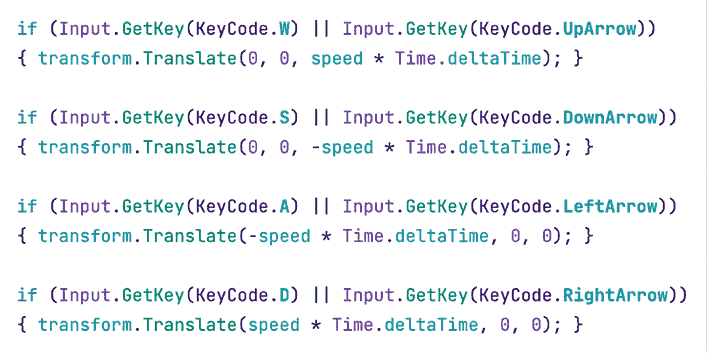 if (Input.GetKey(KeyCode.W) || Input.GetKey(KeyCode.UpArrow))
{ transform.Translate(0, 0, speed * Time.deltaTime); }
if (Input.GetKey(KeyCode.S) || Input.GetKey(KeyCode.DownArrow))
{ transform.Translate(0, 0, -speed * Time.deltaTime); }
if (Input.GetKey(KeyCode.A) || Input.GetKey(KeyCode.LeftArrow))
{ transform.Translate(-speed * Time.deltaTime, 0, 0); }
if (Input.GetKey(KeyCode.D) || Input.GetKey(KeyCode.RightArrow))
{ transform.Translate(speed * Time.deltaTime, 0, 0); }